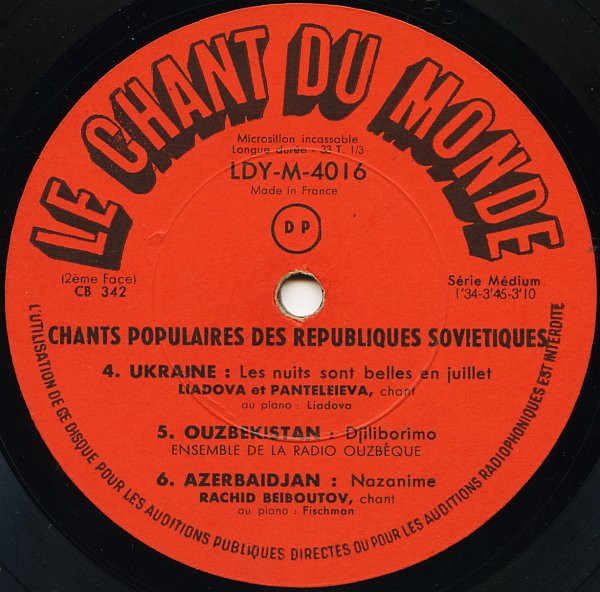 LE CHANT DU MONDE
Microsillon incassable
Longue durée - 33 T. 1/3
LDY-M-4016
Made in France
DP
(2ème Face)
CB 342
Série Médium
1'34-3'45-3'10
CHANTS POPULAIRES DES REPUBLIQUES SOVIETIQUES
4. UKRAINE : Les nuits sont belles en juillet
LIADOVA et PANTELEIEVA, chant
au piano : Liadova
5. OUZBEKISTAN : Djiliborimo
ENSEMBLE DE LA RADIO OUZBÈQUE
6. AZERBAIDJAN : Nazanime
RACHID BEIBOUTOV, chant
au piano : Fischman
L'UTILISATION DE CE DISQUE POUR LES AUDITIONS PUBLIQUES DIRECTES OU POUR LES AUDITIONS RADIOPHONIQUES EST INTERDITE